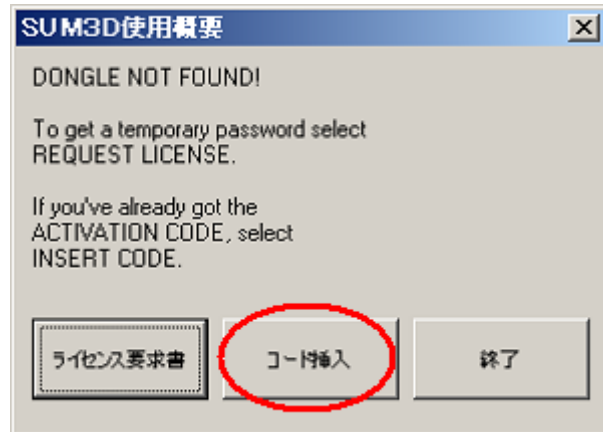 SUM3D使用概要
DONGLE NOT FOUND!
To get a temporary password select
REQUEST LICENSE.
If you've already got the
ACTIVATION CODE, select
INSERT CODE.
ライセンス要求書
コード挿入
終了